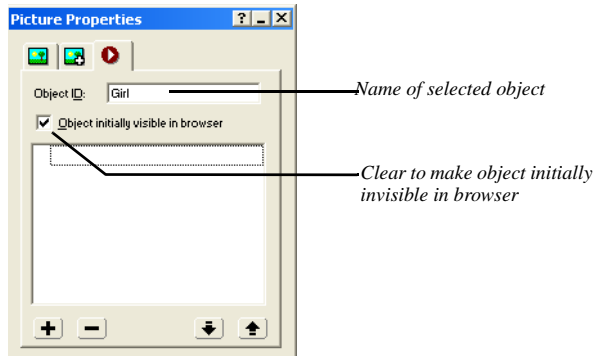 Picture Properties
Object ID: Girl
Name of selected object
Object initially visible in browser
Clear to make object initially
invisible in browser